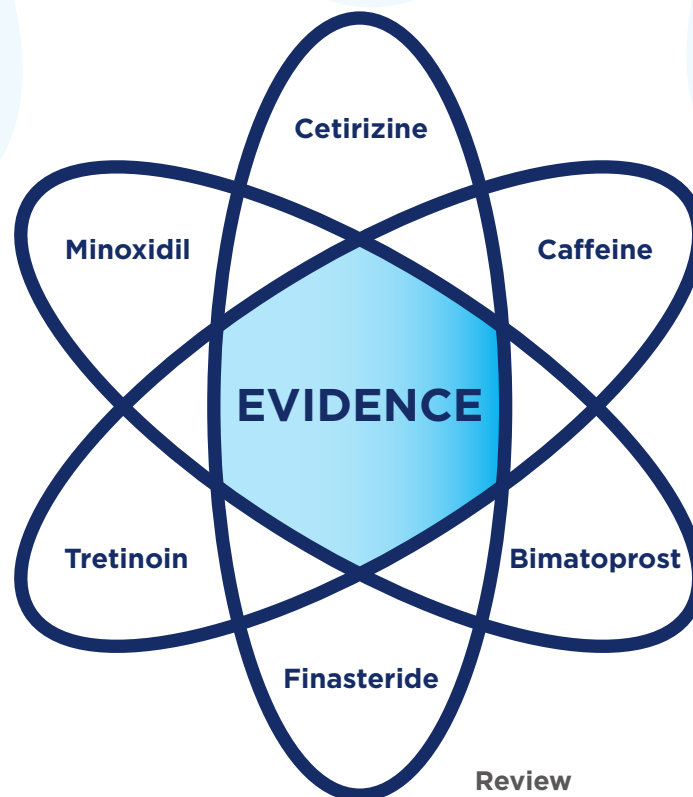 Cetirizine
Minoxidil
Caffeine
EVIDENCE
Tretinoin
Bimatoprost
Finasteride
Review